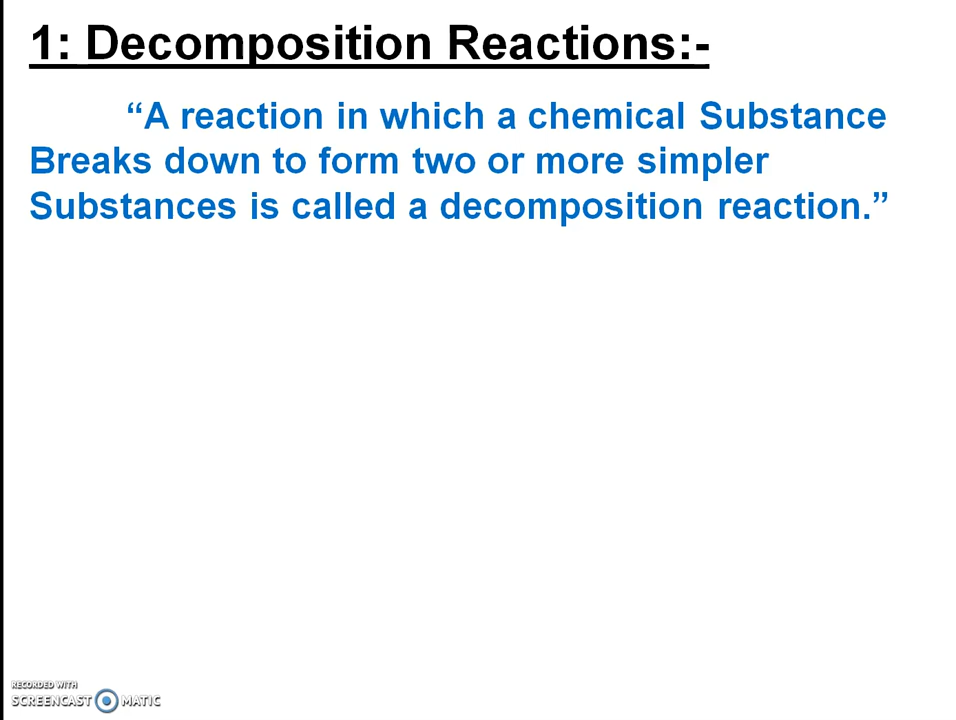 1: Decomposition Reactions:-
“A reaction in which a chemical Substance
Breaks down to form two or more simpler
Substances is called a decomposition reaction.”
RECORDED WITH
SCREENCAST MATIC